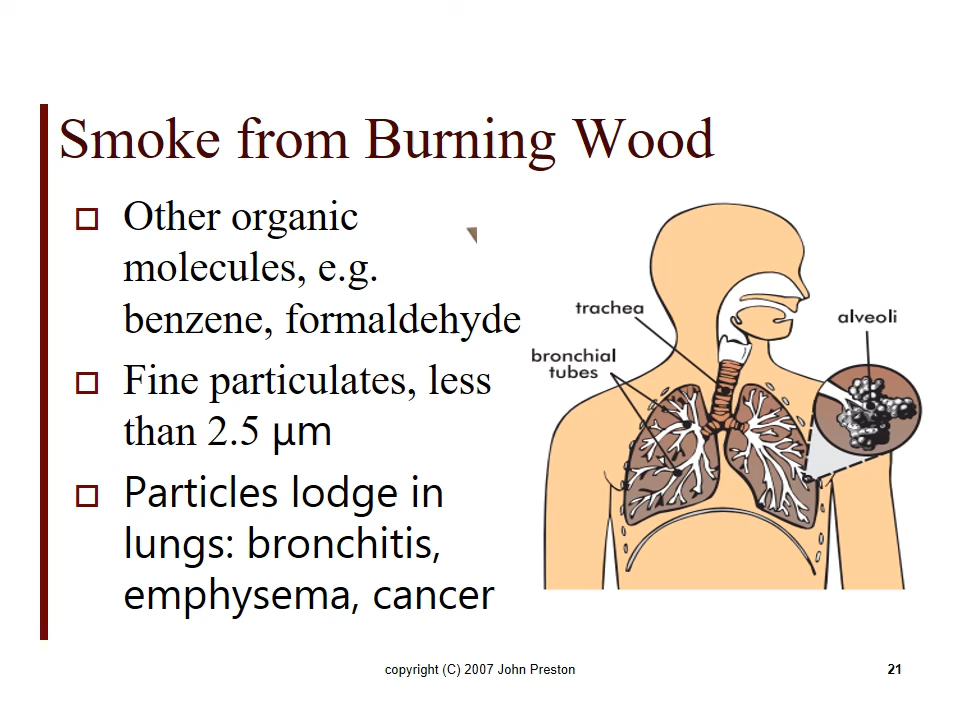 Smoke from Burning Wood
Other organic
molecules, e.g.
benzene, formaldehyde
Fine particulates, less
than 2.5 µm
Particles lodge in
lungs: bronchitis,
emphysema, cancer
trachea
bronchial
tubes
alveoli
copyright (C) 2007 John Preston
21